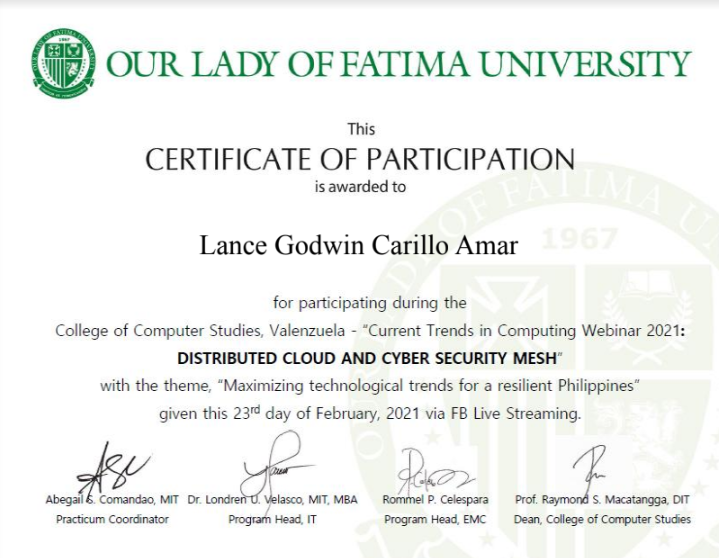 OUR LADY OF FATIMA UNIVERSITY
This
CERTIFICATE OF PARTICIPATION
is awarded to
Lance Godwin Carillo Amar
1967
for participating during the
College of Computer Studies, Valenzuela - “Current Trends in Computing Webinar 2021:
DISTRIBUTED CLOUD AND CYBER SECURITY MESH”
with the theme, “Maximizing technological trends for a resilient Philippines”
given this 23rd day of February, 2021 via FB Live Streaming.
Abegail S. Comandao, MIT Dr. Londren U. Velasco, MIT, MBA Rommel P. Celespara Prof. Raymond S. Macatangga, DIT
Practicum Coordinator Program Head, IT Program Head, EMC Dean, College of Computer Studies